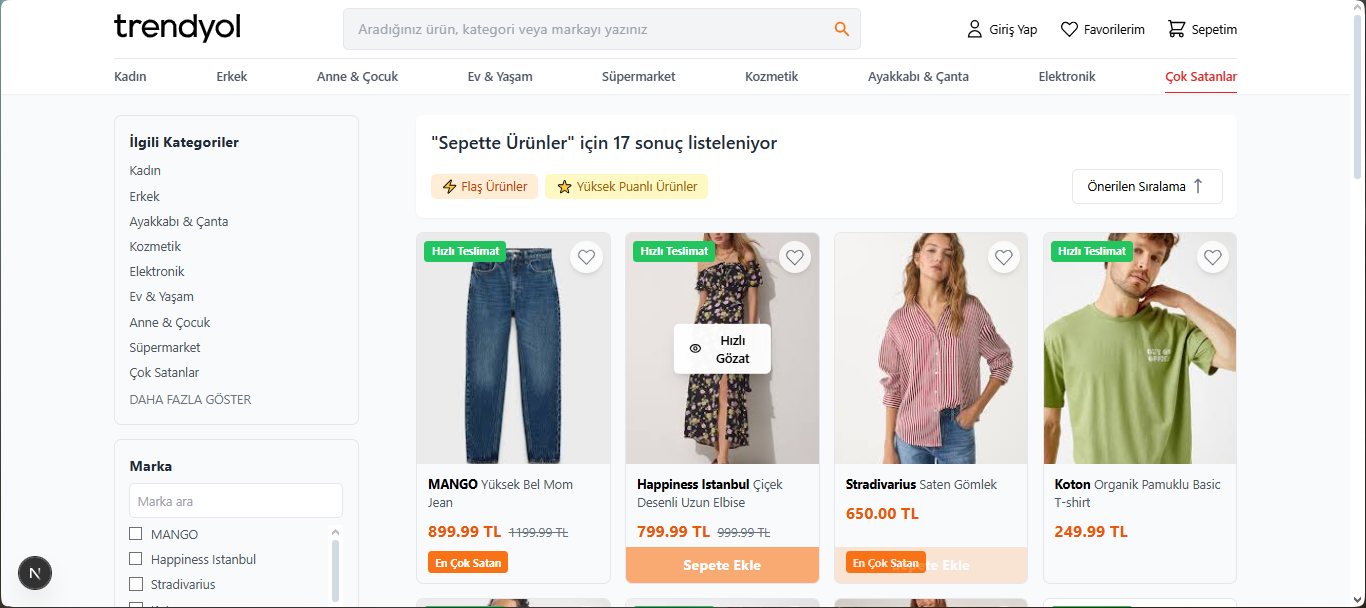 trendyol
Aradığınız ürün, kategori veya markayı yazınız
Giriş Yap
Favorilerim
Sepetim
Kadın
Erkek
Anne & Çocuk
Ev & Yaşam
Süpermarket
Kozmetik
Ayakkabı & Çanta
Elektronik
Çok Satanlar
İlgili Kategoriler
Kadın
Erkek
Ayakkabı & Çanta
Kozmetik
Elektronik
Ev & Yaşam
Anne & Çocuk
Süpermarket
Çok Satanlar
DAHA FAZLA GÖSTER
Marka
Marka ara
MANGO
Happiness Istanbul
Stradivarius
N
"Sepette Ürünler" için 17 sonuç listeleniyor
Flaş Ürünler
Yüksek Puanlı Ürünler
Önerilen Sıralama
Hızlı Teslimat
MANGO Yüksek Bel Mom
Jean
899.99 TL 1199.99 TL
En Çok Satan
Hızlı Teslimat
Hızlı
Gözat
Happiness Istanbul Çiçek
Desenli Uzun Elbise
799.99 TL 999.99 TL
Sepete Ekle
Stradivarius Saten Gömlek
650.00 TL
En Çok Satan
Ekle
Hızlı Teslimat
Koton Organik Pamuklu Basic
T-shirt
249.99 TL